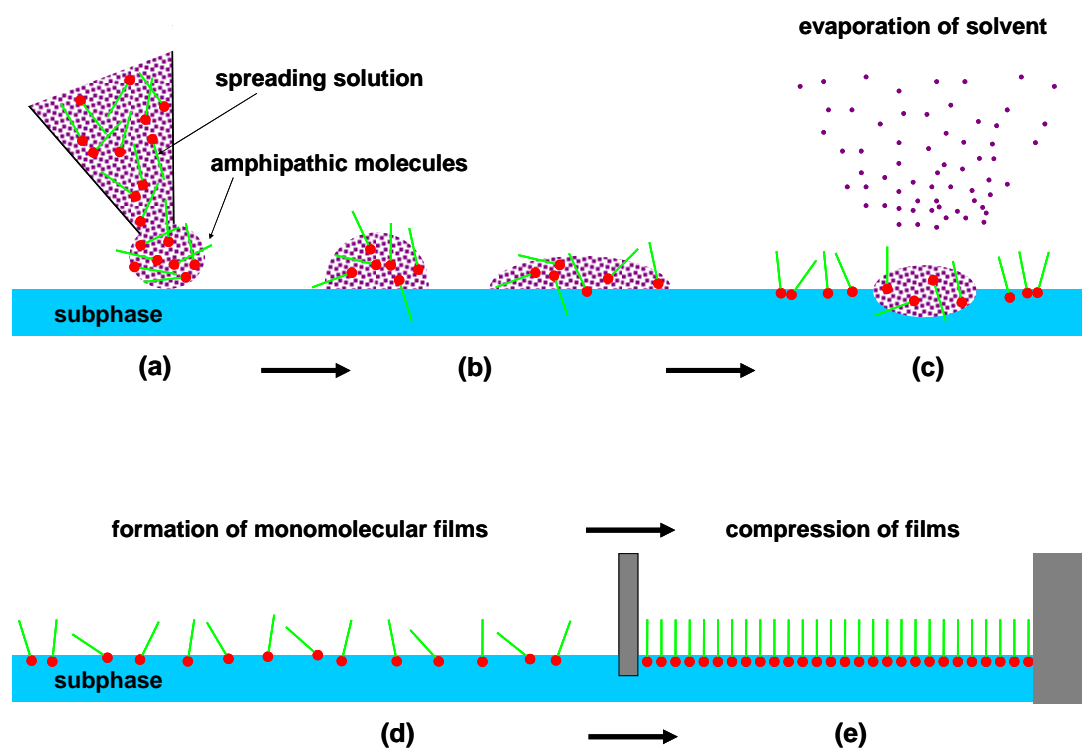 evaporation of solvent
spreading solution
amphipathic molecules
subphase
(a)
(b)
(c)
formation of monomolecular films
compression of films
subphase
(d)
(e)